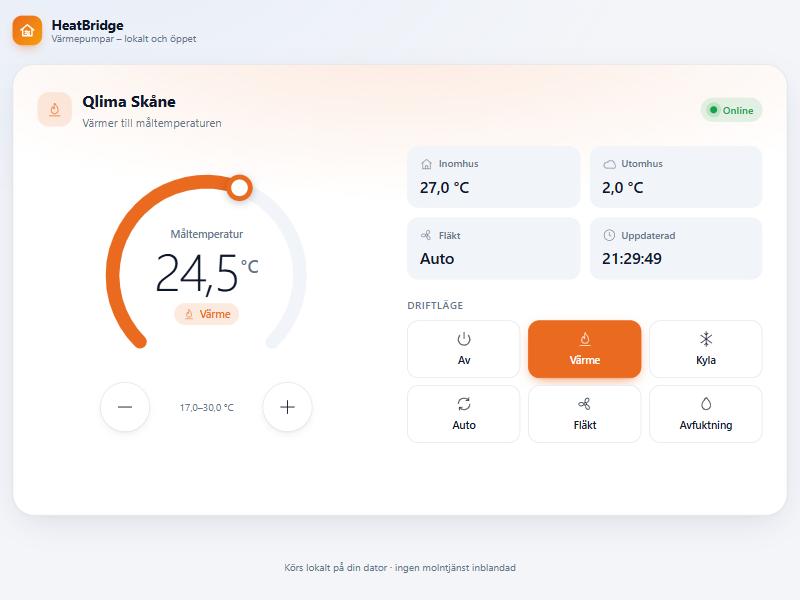 HeatBridge
Värmepumpar – lokalt och öppet
Qlima Skåne
Värmer till måltemperaturen
Online
Måltemperatur
24,5°C
Värme
17,0–30,0 °C
Inomhus
27,0 °C
Utomhus
2,0 °C
Fläkt
Auto
Uppdaterad
21:29:49
DRIFTLÄGE
Av
Värme
Kyla
Auto
Fläkt
Avfuktning
Körs lokalt på din dator · ingen molntjänst inblandad